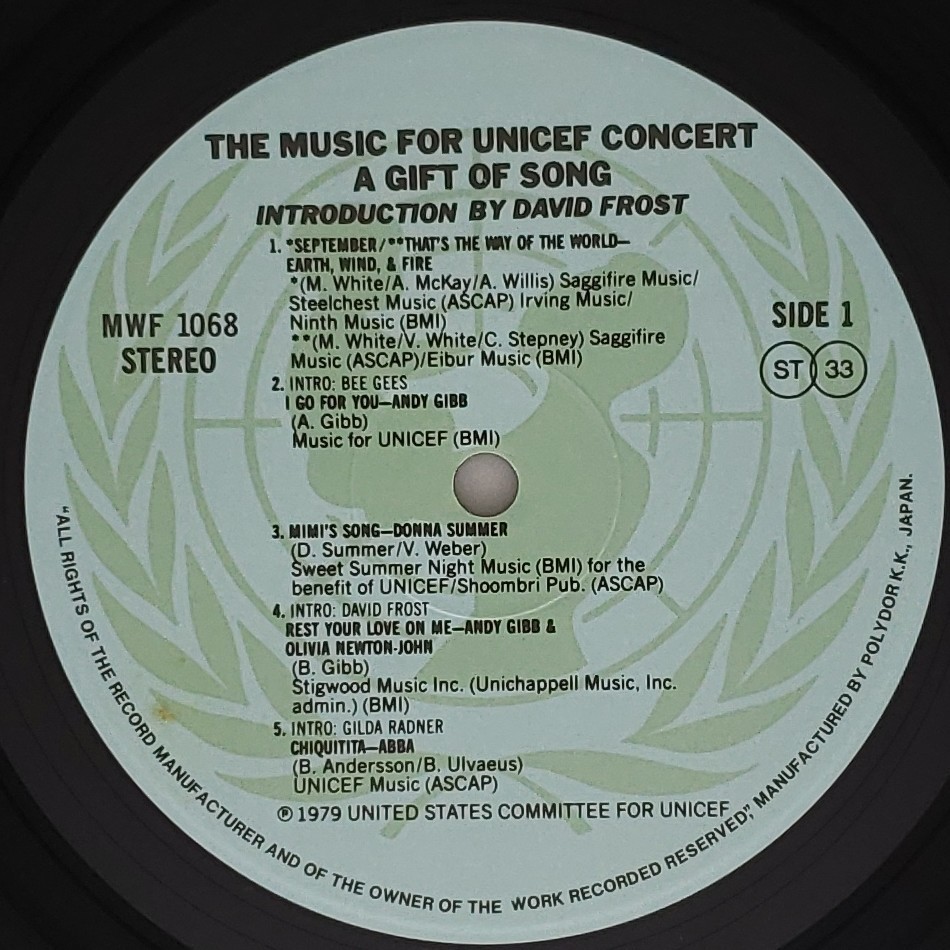 THE MUSIC FOR UNICEF CONCERT
A GIFT OF SONG
INTRODUCTION BY DAVID FROST
1. *SEPTEMBER/**THAT'S THE WAY OF THE WORLD—
EARTH, WIND, & FIRE
*(M. White/A. McKay/A. Willis) Saggifire Music/
Steelchest Music (ASCAP) Irving Music/
Ninth Music (BMI)
**(M. White/V. White/C. Stepney) Saggifire
Music (ASCAP)/Eibur Music (BMI)
MWF 1068
STEREO
SIDE 1
ST 33
2. INTRO: BEE GEES
I GO FOR YOU—ANDY GIBB
(A. Gibb)
Music for UNICEF (BMI)
3. MIMI'S SONG—DONNA SUMMER
(D. Summer/V. Weber)
Sweet Summer Night Music (BMI) for the
benefit of UNICEF/Shoombri Pub. (ASCAP)
4. INTRO: DAVID FROST
REST YOUR LOVE ON ME—ANDY GIBB &
OLIVIA NEWTON-JOHN
(B. Gibb)
Stigwood Music Inc. (Unichappell Music, Inc.
admin.) (BMI)
5. INTRO: GILDA RADNER
CHIQUITITA—ABBA
(B. Andersson/B. Ulvaeus)
UNICEF Music (ASCAP)
℗ 1979 UNITED STATES COMMITTEE FOR UNICEF
"ALL RIGHTS OF THE RECORD MANUFACTURER AND OF THE OWNER OF THE WORK RECORDED RESERVED," MANUFACTURED BY POLYDOR K.K., JAPAN.